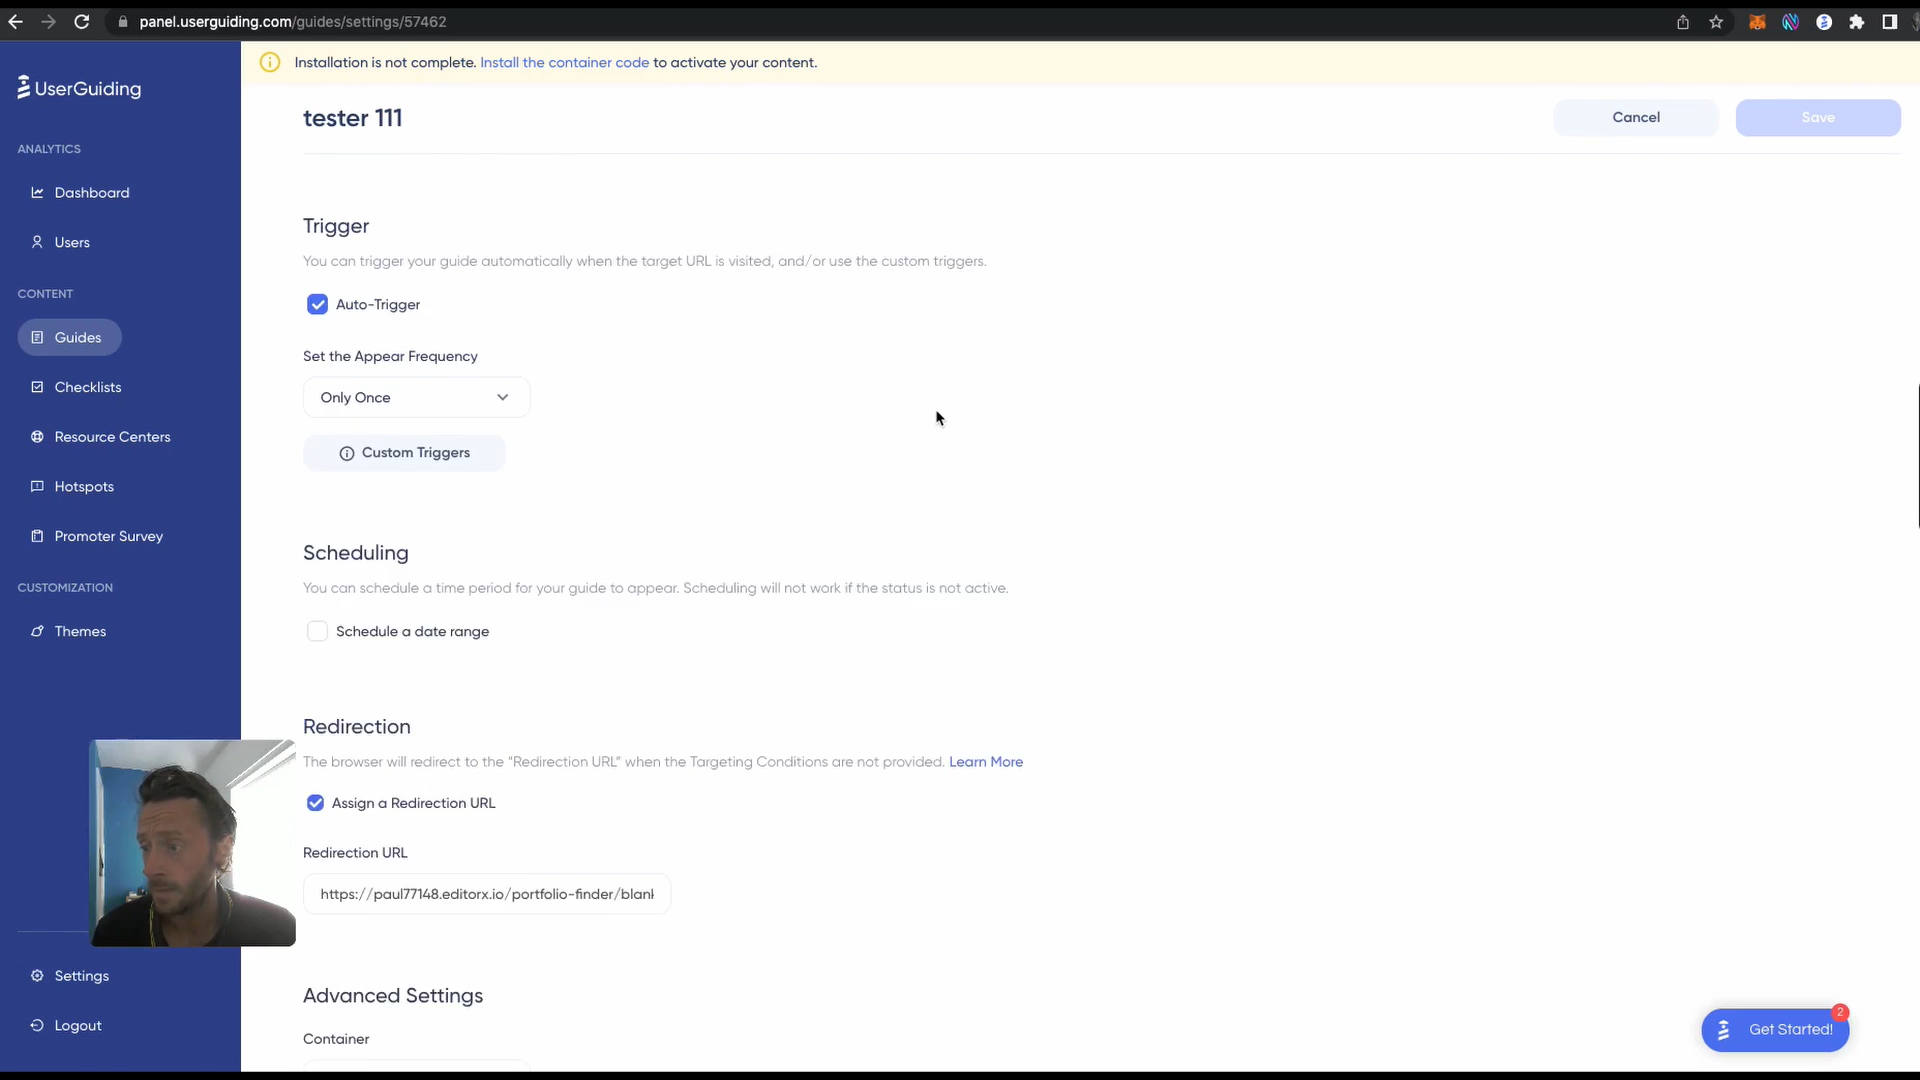 panel.userguiding.com/guides/settings/57462
Installation is not complete. Install the container code to activate your content.
UserGuiding
tester 111
Cancel
Save
ANALYTICS
Dashboard
Users
CONTENT
Guides
Checklists
Resource Centers
Hotspots
Promoter Survey
CUSTOMIZATION
Themes
Settings
Logout
Trigger
You can trigger your guide automatically when the target URL is visited, and/or use the custom triggers.
Auto-Trigger
Set the Appear Frequency
Only Once
Custom Triggers
Scheduling
You can schedule a time period for your guide to appear. Scheduling will not work if the status is not active.
Schedule a date range
Redirection
The browser will redirect to the "Redirection URL" when the Targeting Conditions are not provided. Learn More
Assign a Redirection URL
Redirection URL
https://paul77148.editorx.io/portfolio-finder/blank
Advanced Settings
Container
2
Get Started!